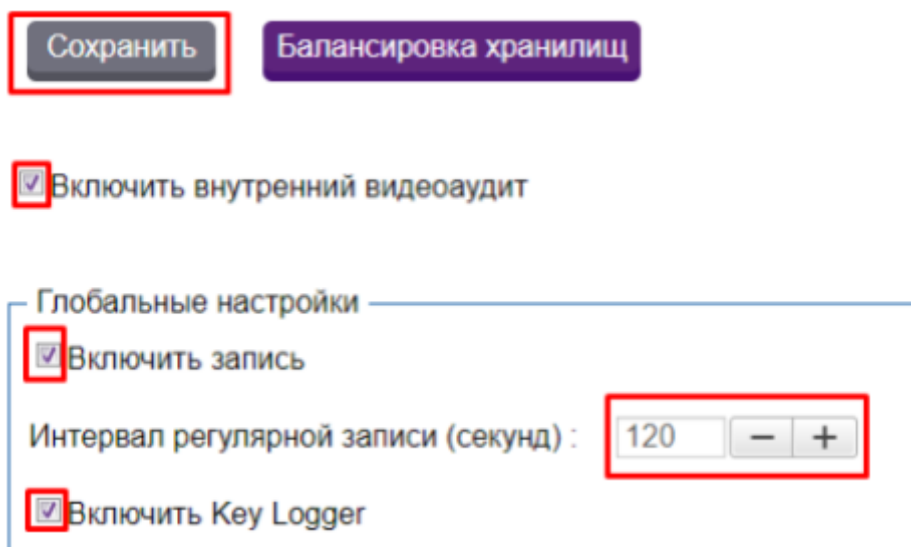 Сохранить Балансировка хранилищ
Включить внутренний видеоаудит
Глобальные настройки
Включить запись
Интервал регулярной записи (секунд) : 120 − +
Включить Key Logger